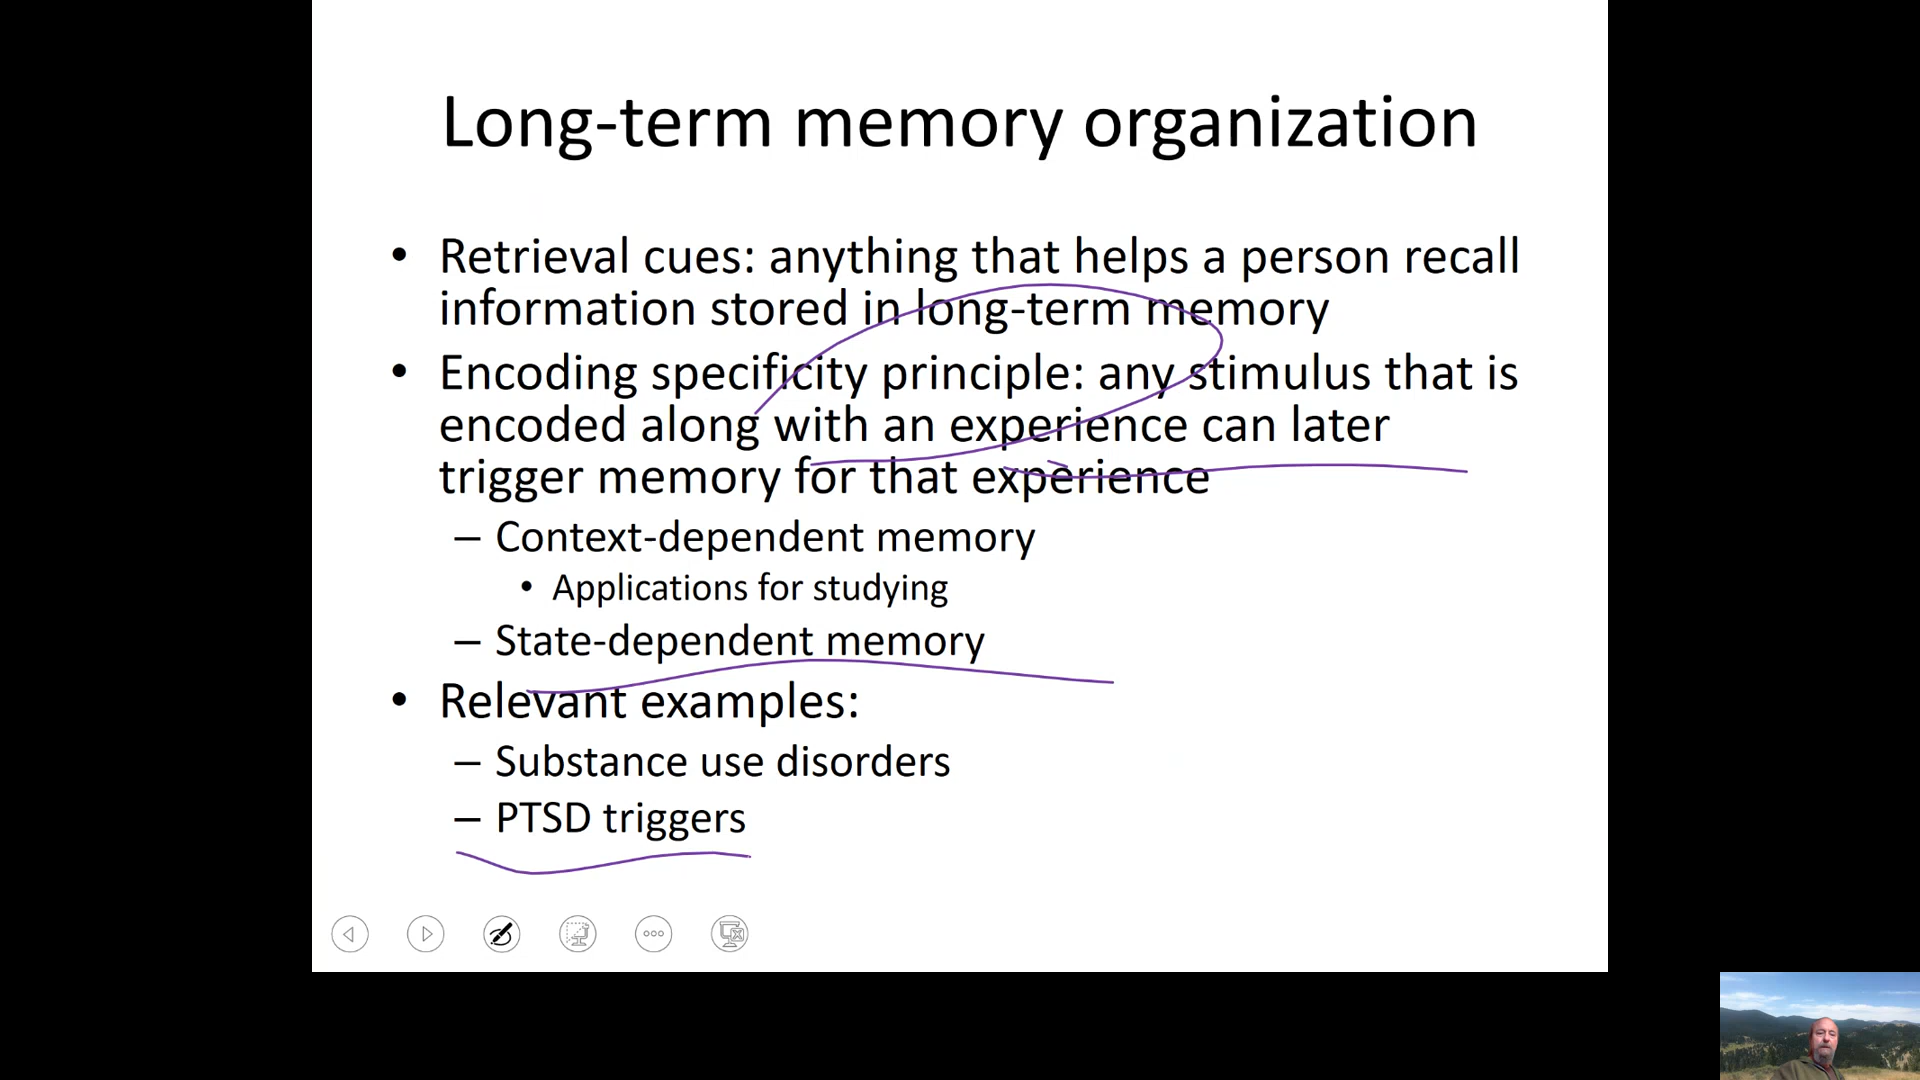 Long-term memory organization
• Retrieval cues: anything that helps a person recall
information stored in long-term memory
• Encoding specificity principle: any stimulus that is
encoded along with an experience can later
trigger memory for that experience
– Context-dependent memory
• Applications for studying
– State-dependent memory
• Relevant examples:
– Substance use disorders
– PTSD triggers